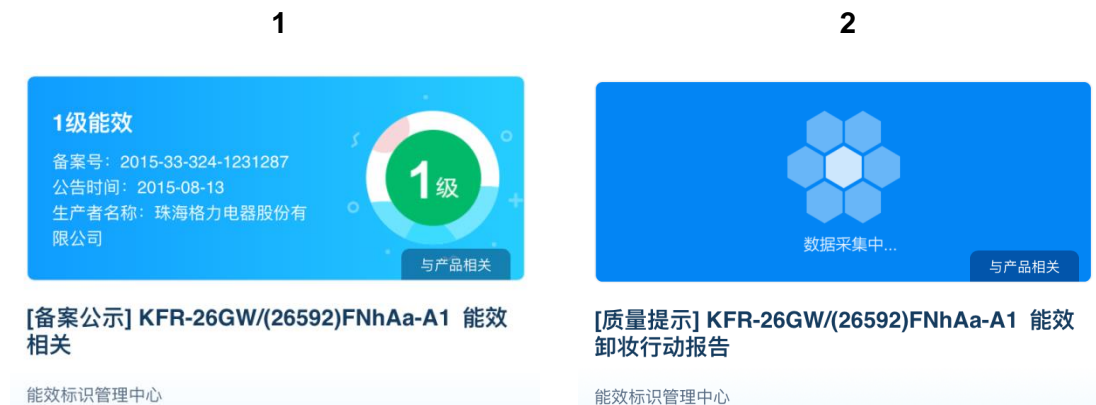 1
1级能效
备案号：2015-33-324-1231287
公告时间：2015-08-13
生产者名称：珠海格力电器股份有
限公司
1级
与产品相关
[备案公示] KFR-26GW/(26592)FNhAa-A1 能效
相关
能效标识管理中心
2
数据采集中...
与产品相关
[质量提示] KFR-26GW/(26592)FNhAa-A1 能效
卸妆行动报告
能效标识管理中心